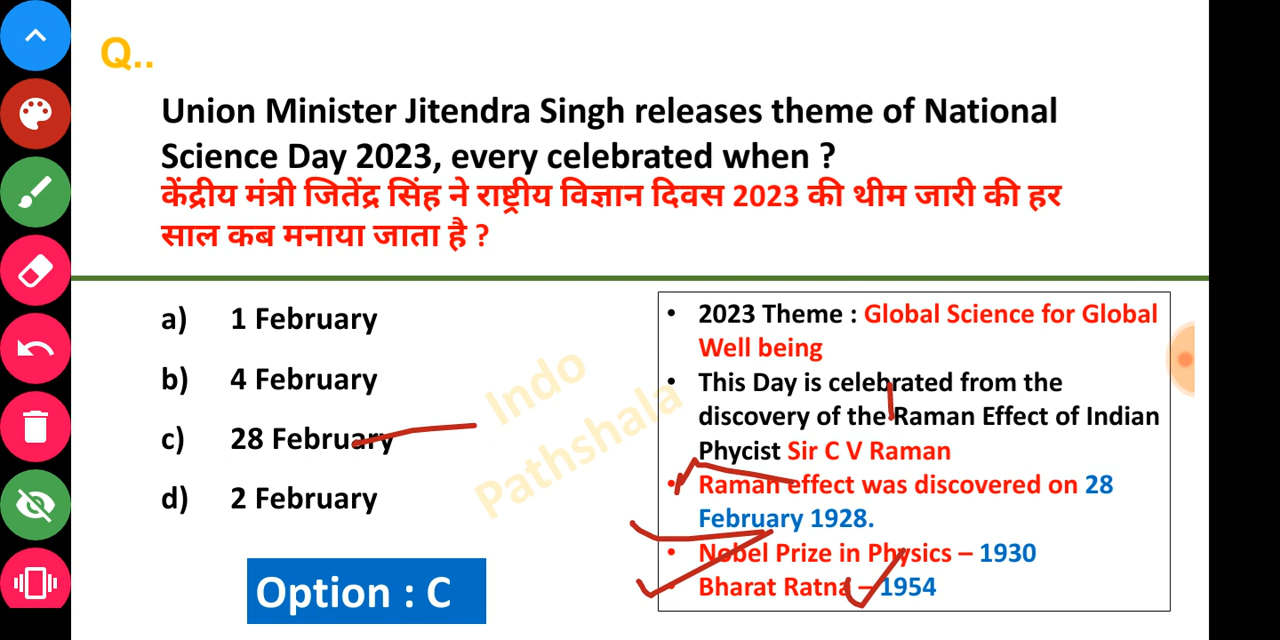 Q..
Union Minister Jitendra Singh releases theme of National
Science Day 2023, every celebrated when ?
केंद्रीय मंत्री जितेंद्र सिंह ने राष्ट्रीय विज्ञान दिवस 2023 की थीम जारी की हर
साल कब मनाया जाता है ?
a) 1 February
b) 4 February
c) 28 February
d) 2 February
Option : C
Indo
Pathshala
• 2023 Theme : Global Science for Global
Well being
• This Day is celebrated from the
discovery of the Raman Effect of Indian
Phycist Sir C V Raman
• Raman effect was discovered on 28
February 1928.
• Nobel Prize in Physics – 1930
• Bharat Ratna – 1954